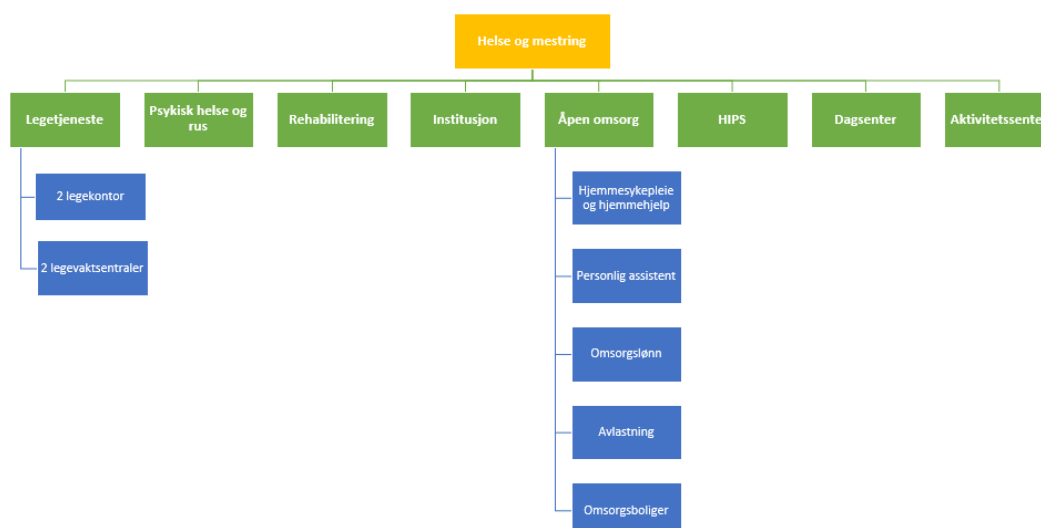 Helse og mestring
Legetjeneste
Psykisk helse og
rus
Rehabilitering
Institusjon
Åpen omsorg
HIPS
Dagsenter
Aktivitetssente
2 legekontor
2 legevaktsentraler
Hjemmesykepleie
og hjemmehjelp
Personlig assistent
Omsorgslønn
Avlastning
Omsorgsboliger